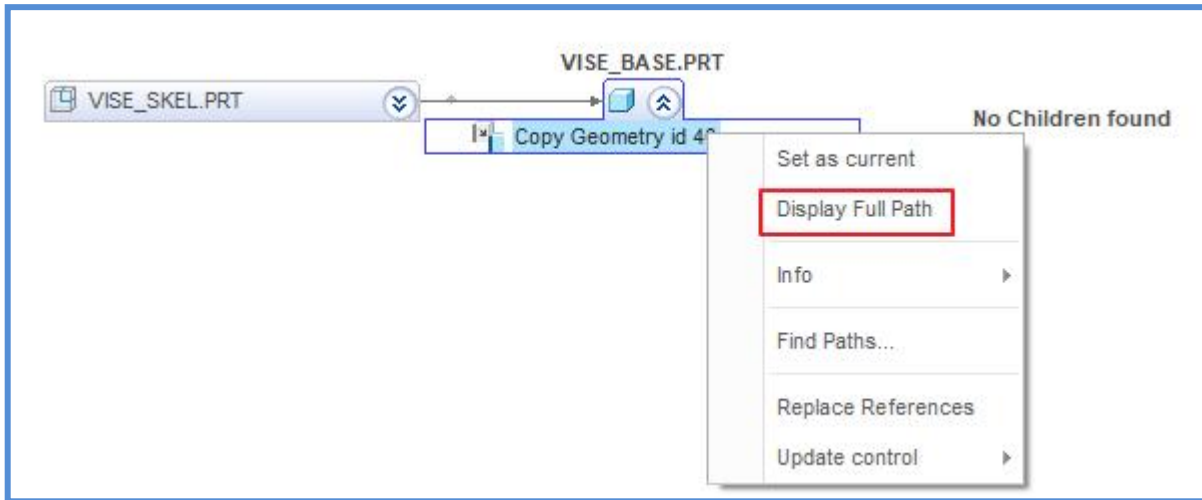 VISE_BASE.PRT
VISE_SKEL.PRT
No Children found
Copy Geometry id
Set as current
Display Full Path
Info
Find Paths...
Replace References
Update control